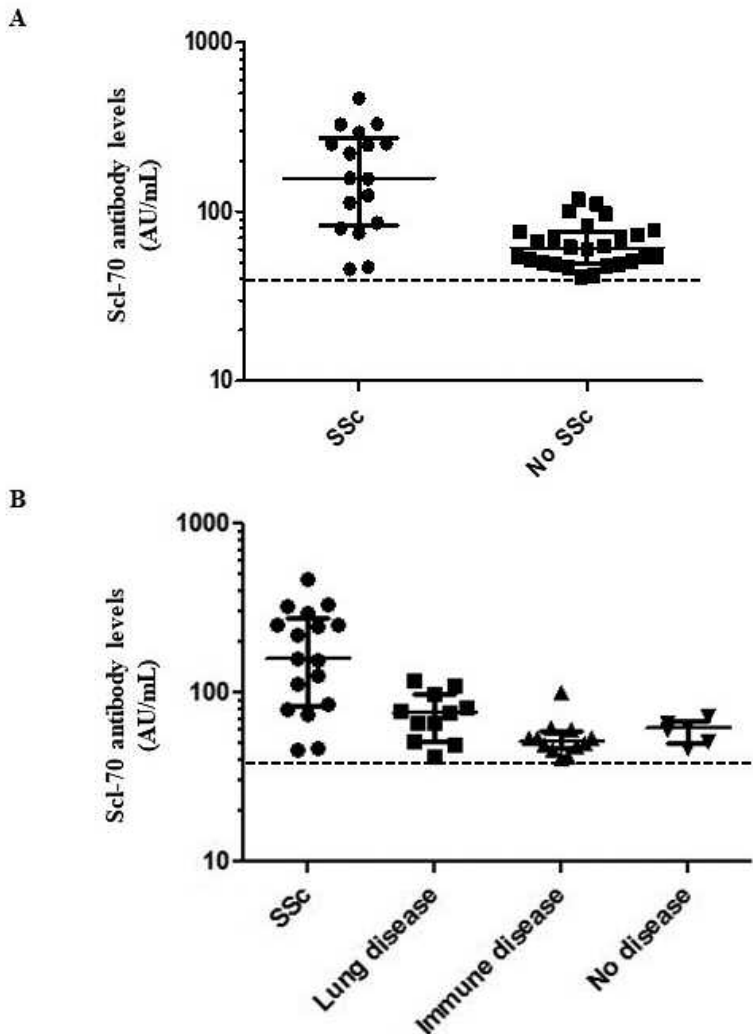 A
1000
100
10
Scl-70 antibody levels
(AU/mL)
SSc
No SSc
B
1000
100
10
Scl-70 antibody levels
(AU/mL)
SSc
Lung disease
Immune disease
No disease